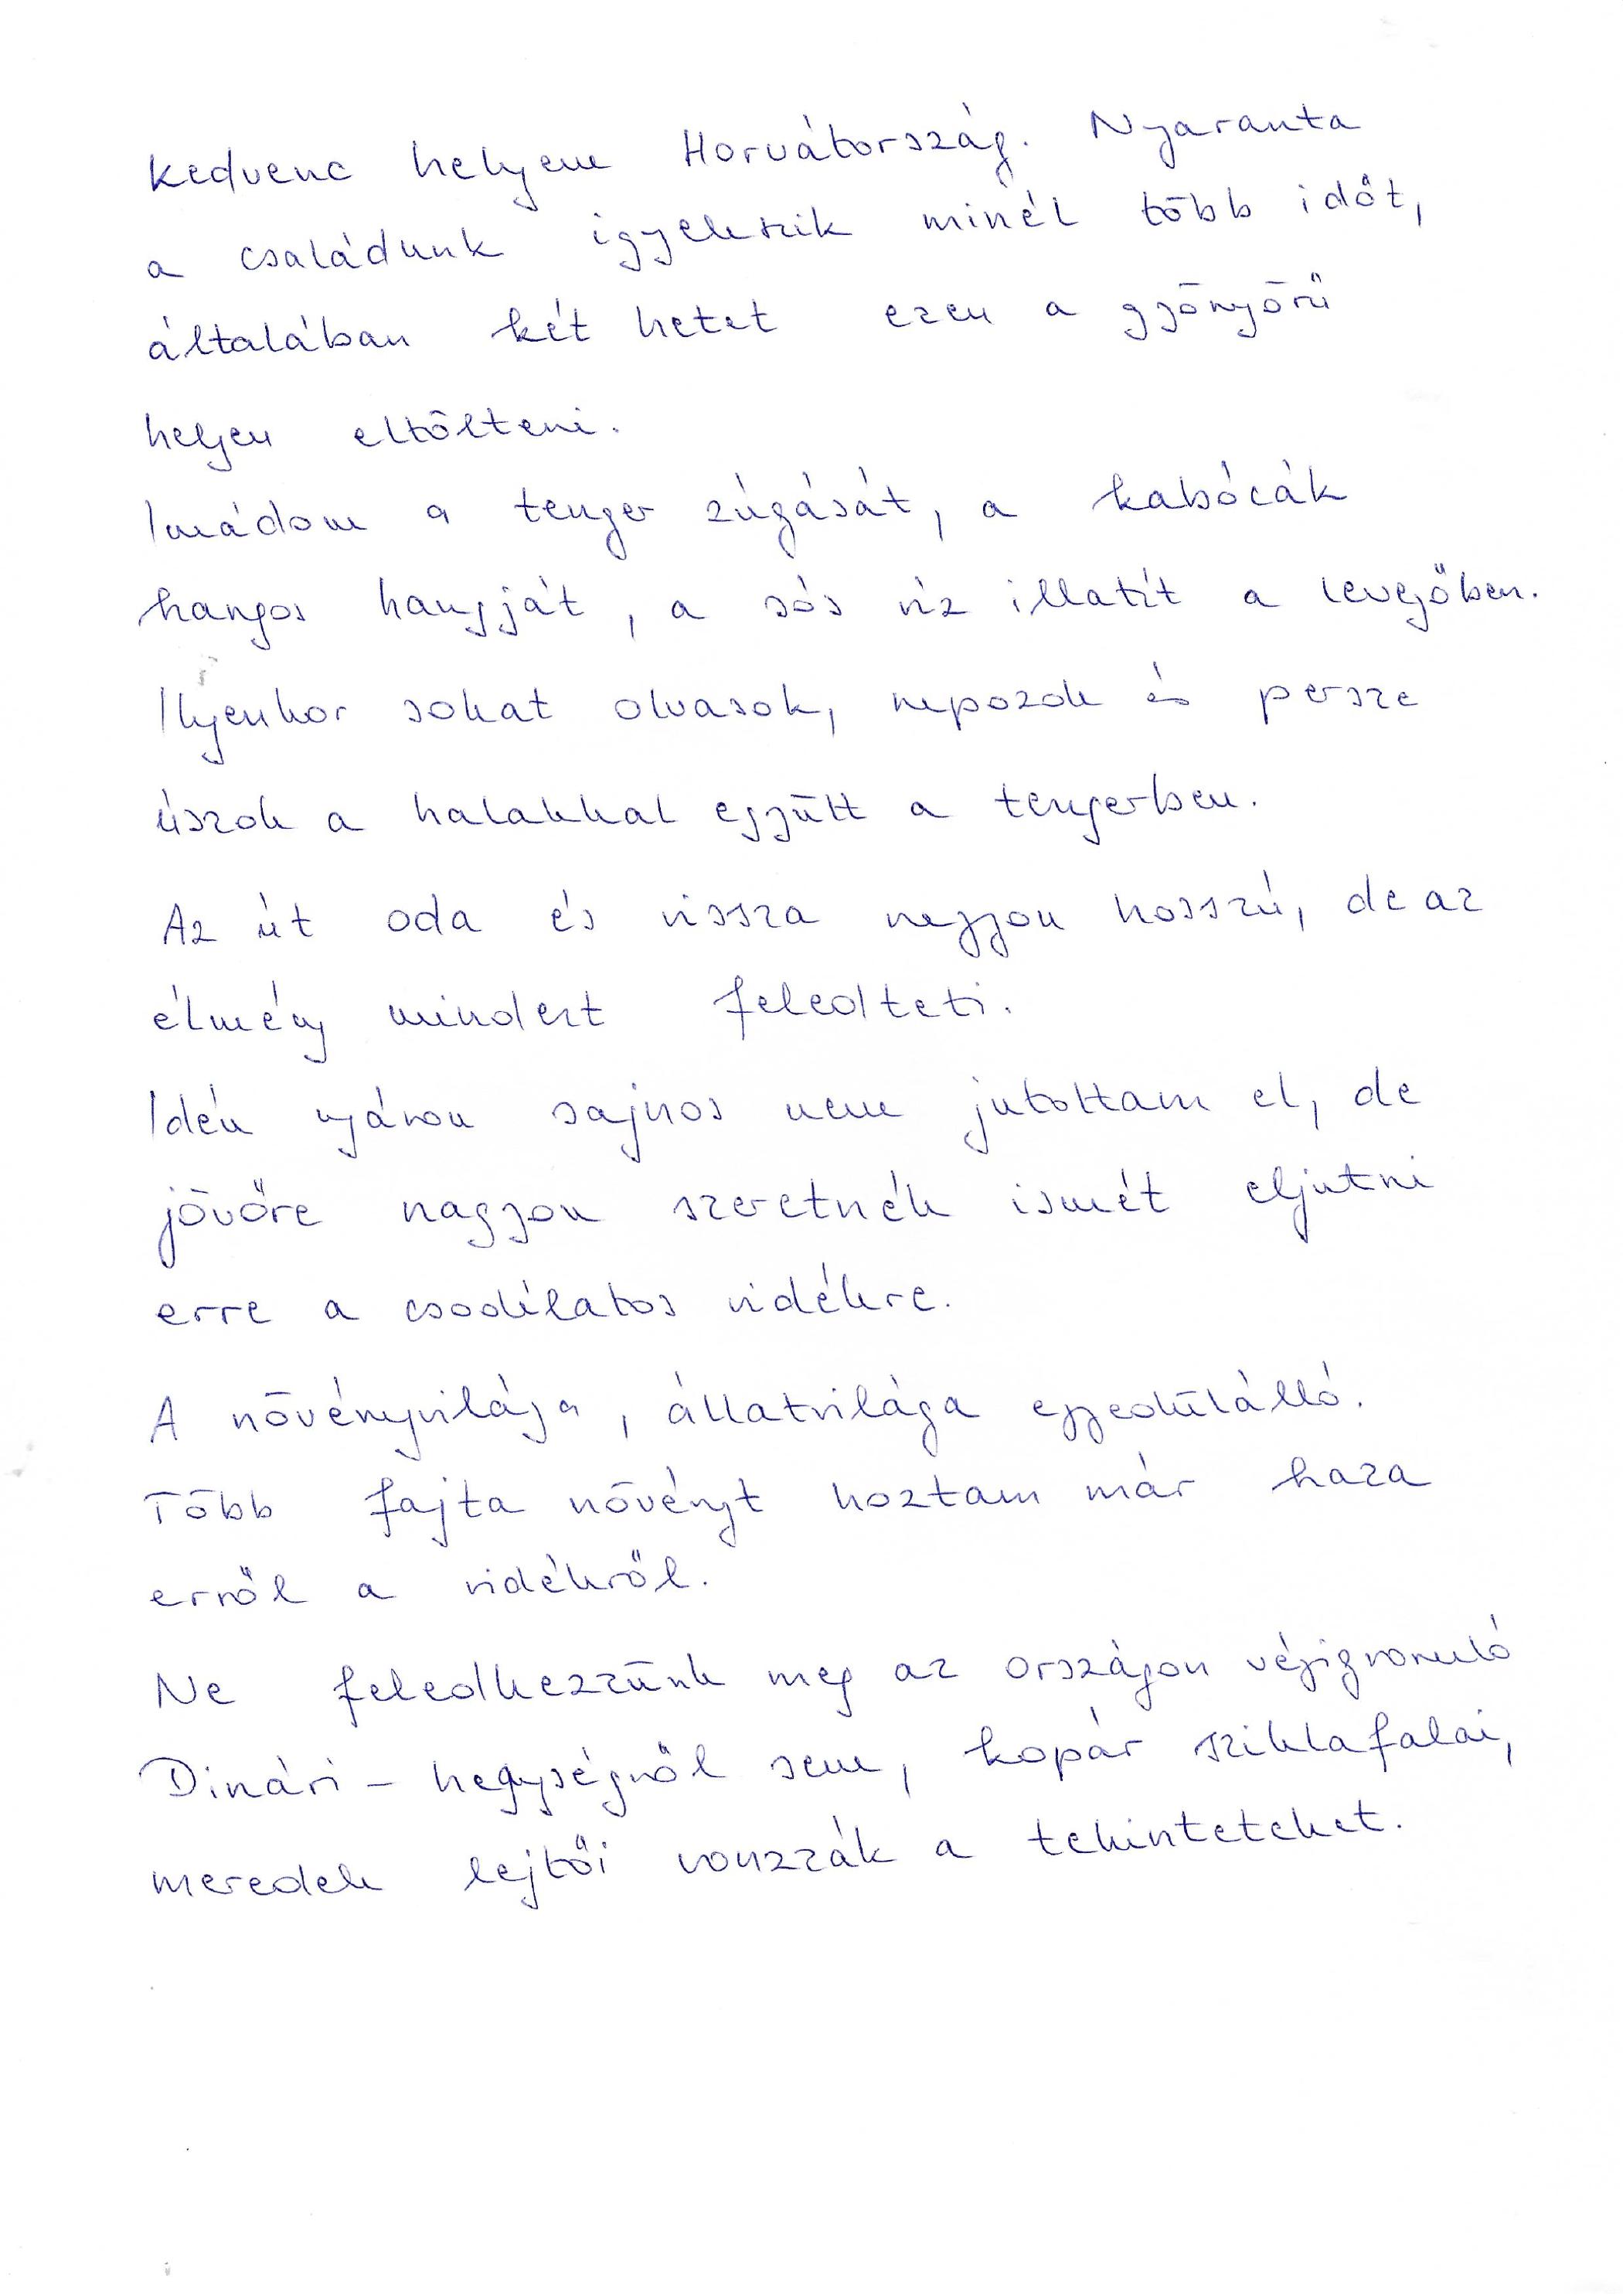 Kedvenc helyem Horvátország. Nyaranta
a családunk igyekszik minél több időt,
általában két hetet ezen a gyönyörű
helyen eltölteni.
Imádom a tenger zúgását, a kabócák
hangos hangját, a sós víz illatát a levegőben.
Ilyenkor sokat olvasok, napozok és persze
úszok a halakkal együtt a tengerben.
Az út oda és vissza nagyon hosszú, de az
élmény mindezt feledteti.
Idén nyáron sajnos nem jutottam el, de
jövőre nagyon szeretnék ismét eljutni
erre a csodálatos vidékre.
A növényvilága, állatvilága egyedülálló.
Több fajta növényt hoztam már haza
erről a vidékről.
Ne feledkezzünk meg az országon végigvonuló
Dinári - hegységről sem, kopár sziklafalai,
meredek lejtői vonzzák a tekinteteket.